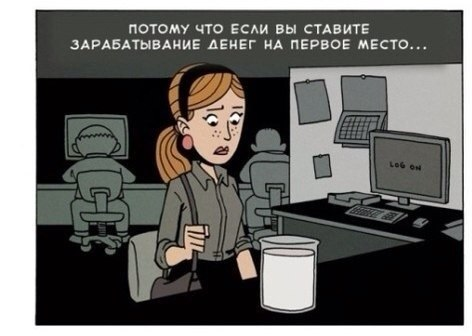 ПОТОМУ ЧТО ЕСЛИ ВЫ СТАВИТЕ
ЗАРАБАТЫВАНИЕ ДЕНЕГ НА ПЕРВОЕ МЕСТО...
LOG ON